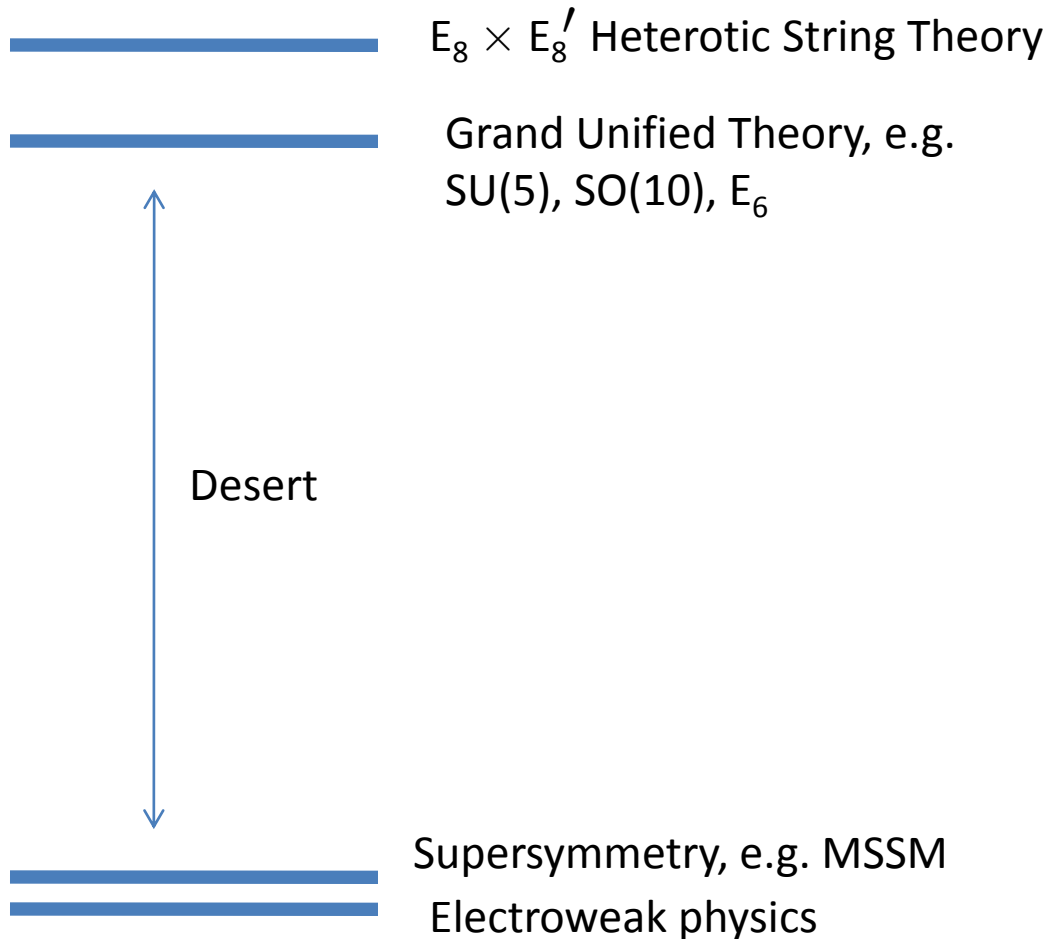 E₈ × E₈′ Heterotic String Theory
Grand Unified Theory, e.g.
SU(5), SO(10), E₆
Desert
Supersymmetry, e.g. MSSM
Electroweak physics